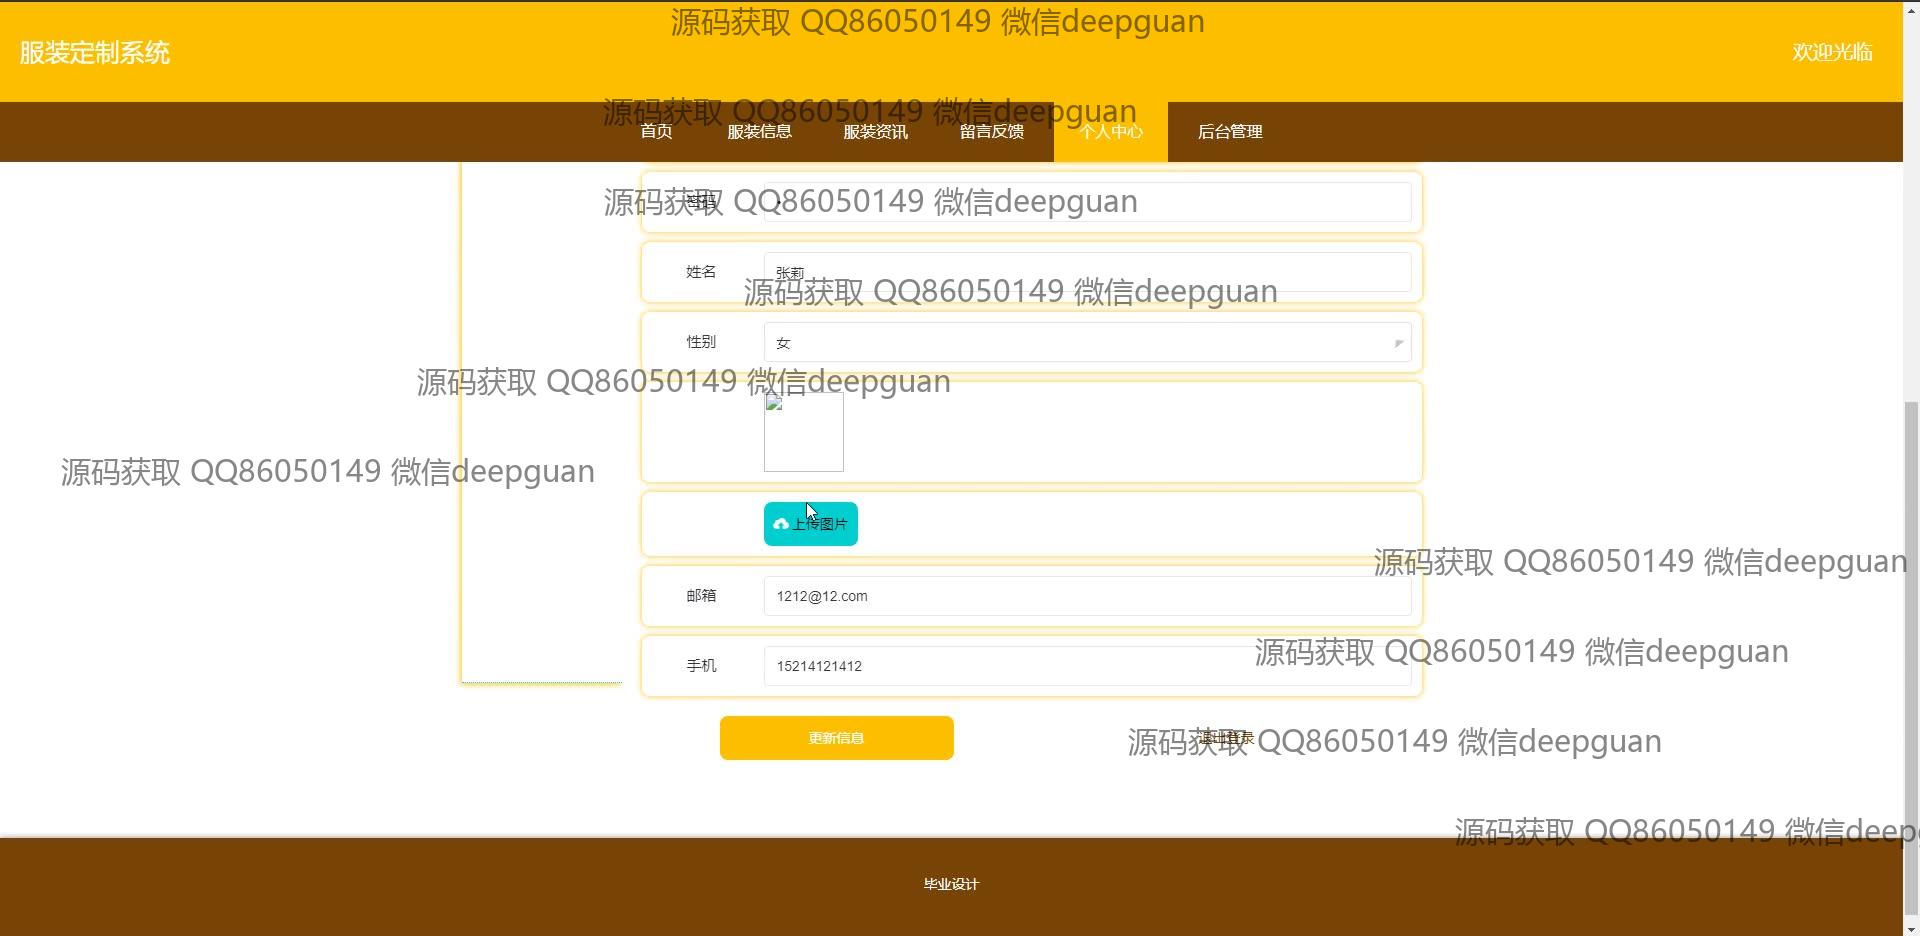 源码获取 QQ86050149 微信deepguan
服装定制系统
欢迎光临
源码获取 QQ86050149 微信deepguan
首页 服装信息 服装资讯 留言反馈 个人中心 后台管理
密码
源码获取 QQ86050149 微信deepguan
姓名 张莉
源码获取 QQ86050149 微信deepguan
性别 女
源码获取 QQ86050149 微信deepguan
源码获取 QQ86050149 微信deepguan
上传图片
源码获取 QQ86050149 微信deepguan
邮箱 1212@12.com
源码获取 QQ86050149 微信deepguan
手机 15214121412
更新信息 退出登录
源码获取 QQ86050149 微信deepguan
源码获取 QQ86050149 微信deepg
毕业设计